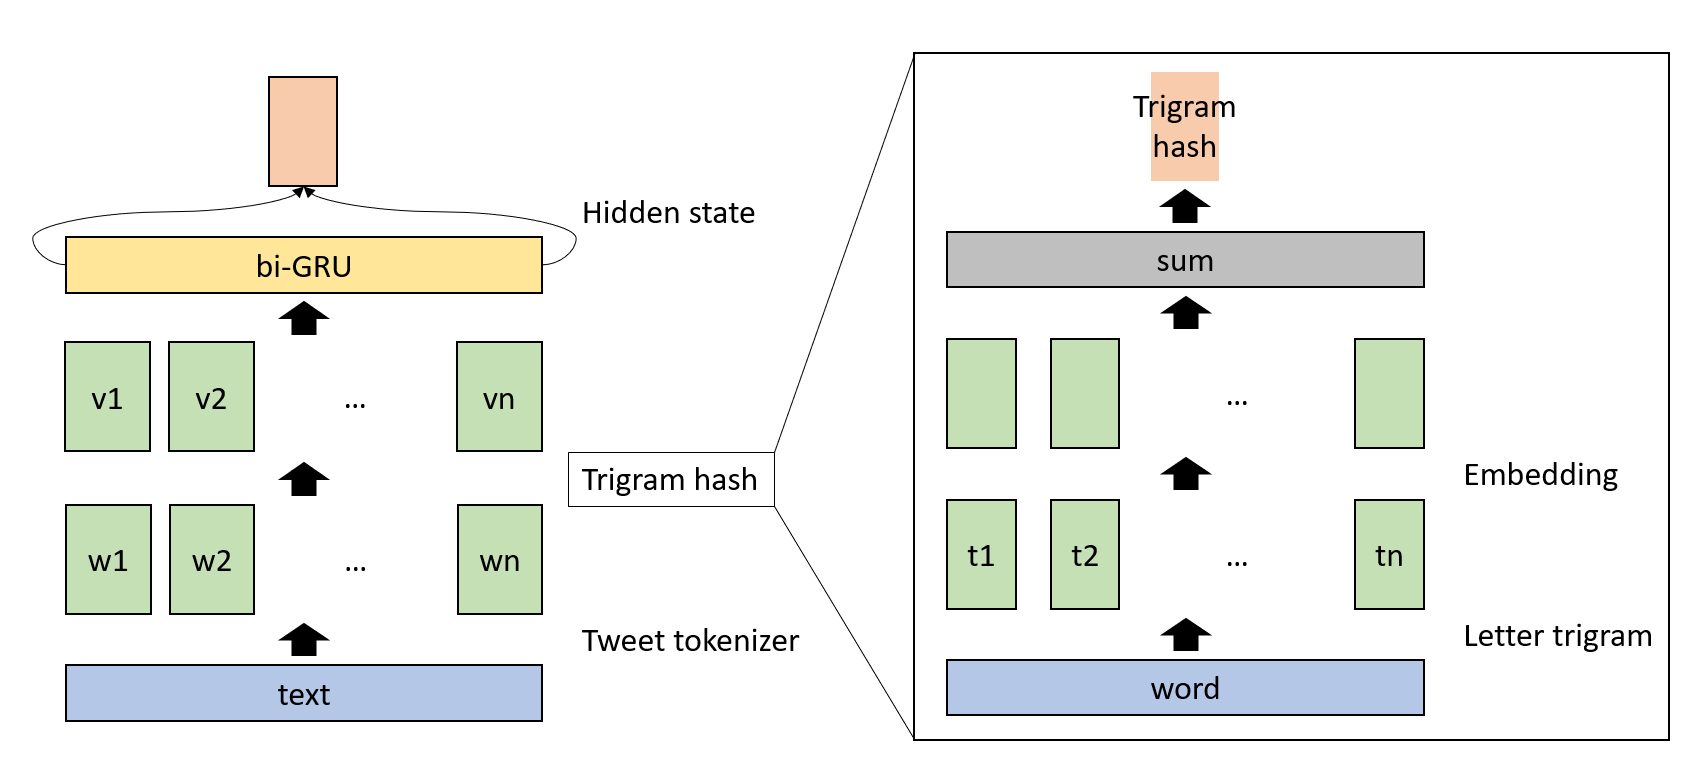 Hidden state
bi-GRU
v1 v2 ... vn
Trigram hash
w1 w2 ... wn
Tweet tokenizer
text
Trigram
hash
sum
...
Embedding
t1 t2 ... tn
Letter trigram
word